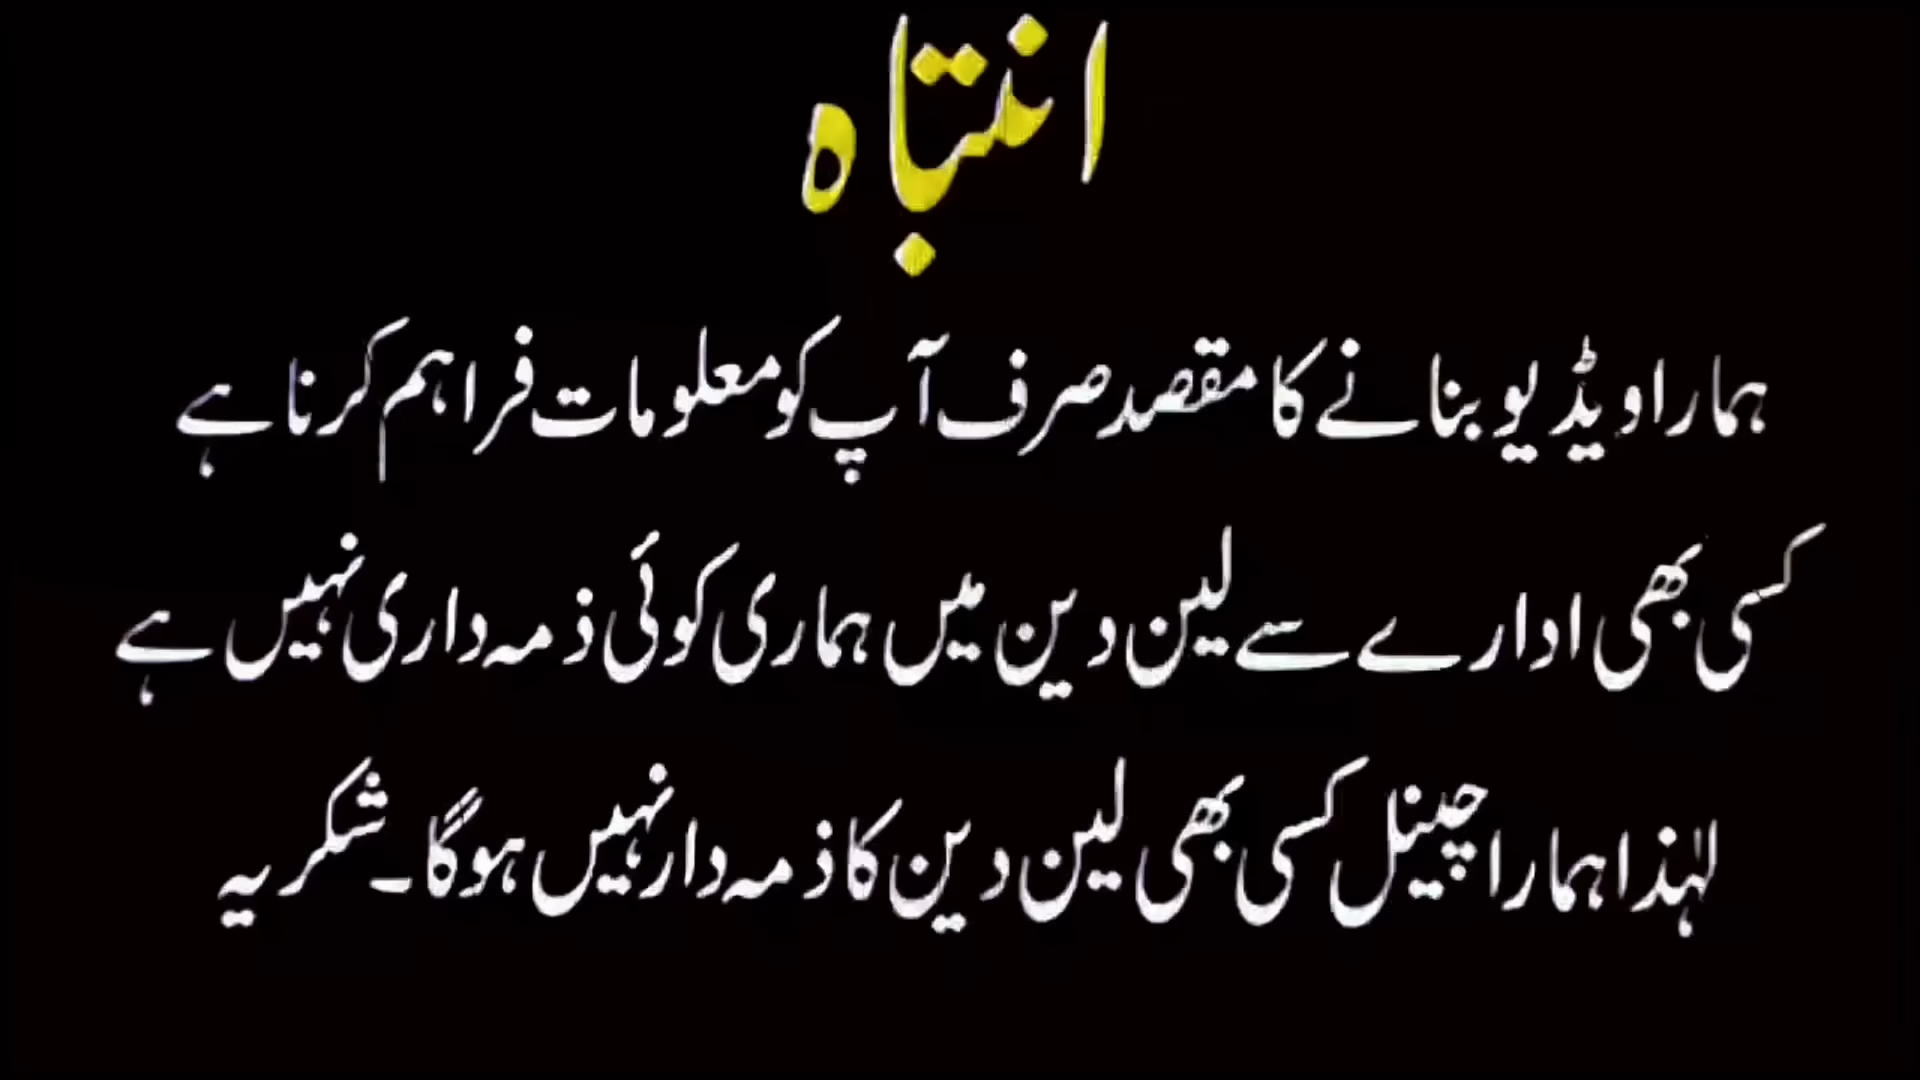 انتباہ
ہمارا ویڈیو بنانے کا مقصد صرف آپ کو معلومات فراہم کرنا ہے
کسی بھی ادارے سے لین دین میں ہماری کوئی ذمہ داری نہیں ہے
لہٰذا ہمارا چینل کسی بھی لین دین کا ذمہ دار نہیں ہوگا۔ شکریہ